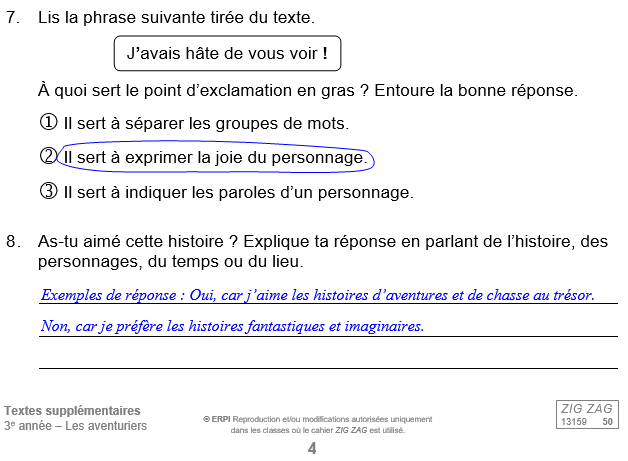 7. Lis la phrase suivante tirée du texte.
J'avais hâte de vous voir !
À quoi sert le point d'exclamation en gras ? Entoure la bonne réponse.
① Il sert à séparer les groupes de mots.
② Il sert à exprimer la joie du personnage.
③ Il sert à indiquer les paroles d'un personnage.
8. As-tu aimé cette histoire ? Explique ta réponse en parlant de l'histoire, des
personnages, du temps ou du lieu.
Exemples de réponse : Oui, car j'aime les histoires d'aventures et de chasse au trésor.
Non, car je préfère les histoires fantastiques et imaginaires.
Textes supplémentaires
3e année – Les aventuriers
© ERPI Reproduction et/ou modifications autorisées uniquement
dans les classes où le cahier ZIG ZAG est utilisé.
ZIG ZAG
13159 50
4